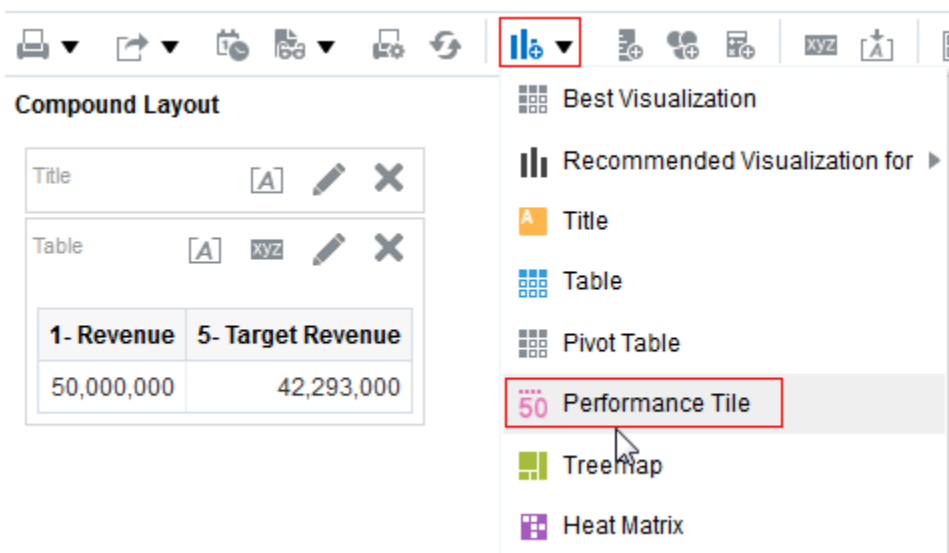 xyz
A
Compound Layout
Title
A
Table
A
xyz
1- Revenue
5- Target Revenue
50,000,000
42,293,000
Best Visualization
Recommended Visualization for
A
Title
Table
Pivot Table
50
Performance Tile
Treemap
Heat Matrix